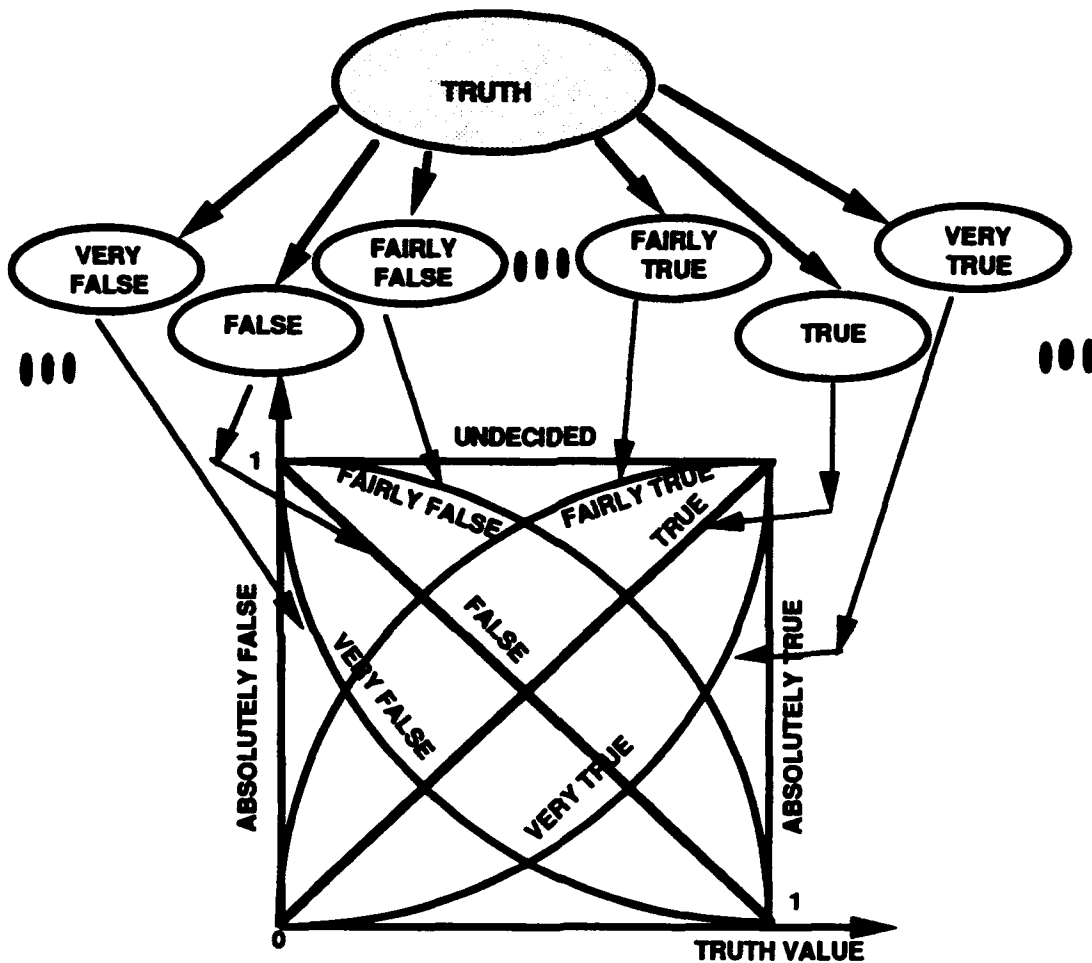 TRUTH
VERY
FALSE
FALSE
FAIRLY
FALSE
FAIRLY
TRUE
TRUE
VERY
TRUE
UNDECIDED
1
FAIRLY FALSE
FAIRLY TRUE
TRUE
FALSE
VERY FALSE
VERY TRUE
ABSOLUTELY FALSE
ABSOLUTELY TRUE
0
1
TRUTH VALUE